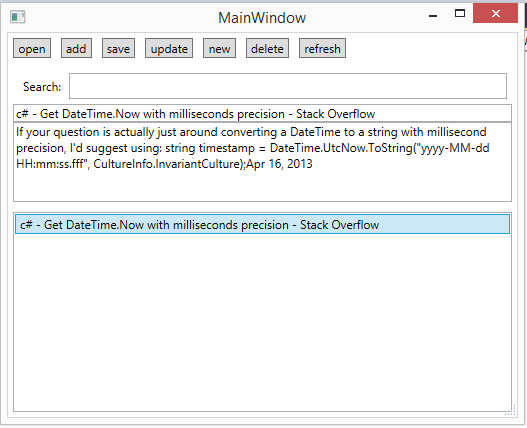 MainWindow
open add save update new delete refresh
Search:
c# - Get DateTime.Now with milliseconds precision - Stack Overflow
If your question is actually just around converting a DateTime to a string with millisecond
precision, I'd suggest using: string timestamp = DateTime.UtcNow.ToString("yyyy-MM-dd
HH:mm:ss.fff", CultureInfo.InvariantCulture);Apr 16, 2013
c# - Get DateTime.Now with milliseconds precision - Stack Overflow